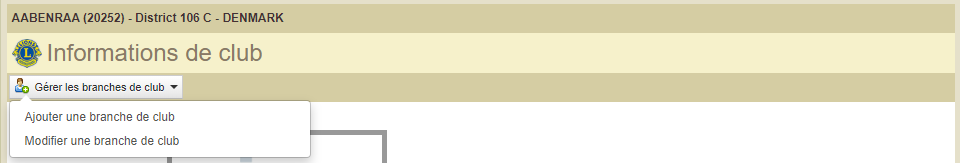 AABENRAA (20252) - District 106 C - DENMARK
Informations de club
Gérer les branches de club
Ajouter une branche de club
Modifier une branche de club